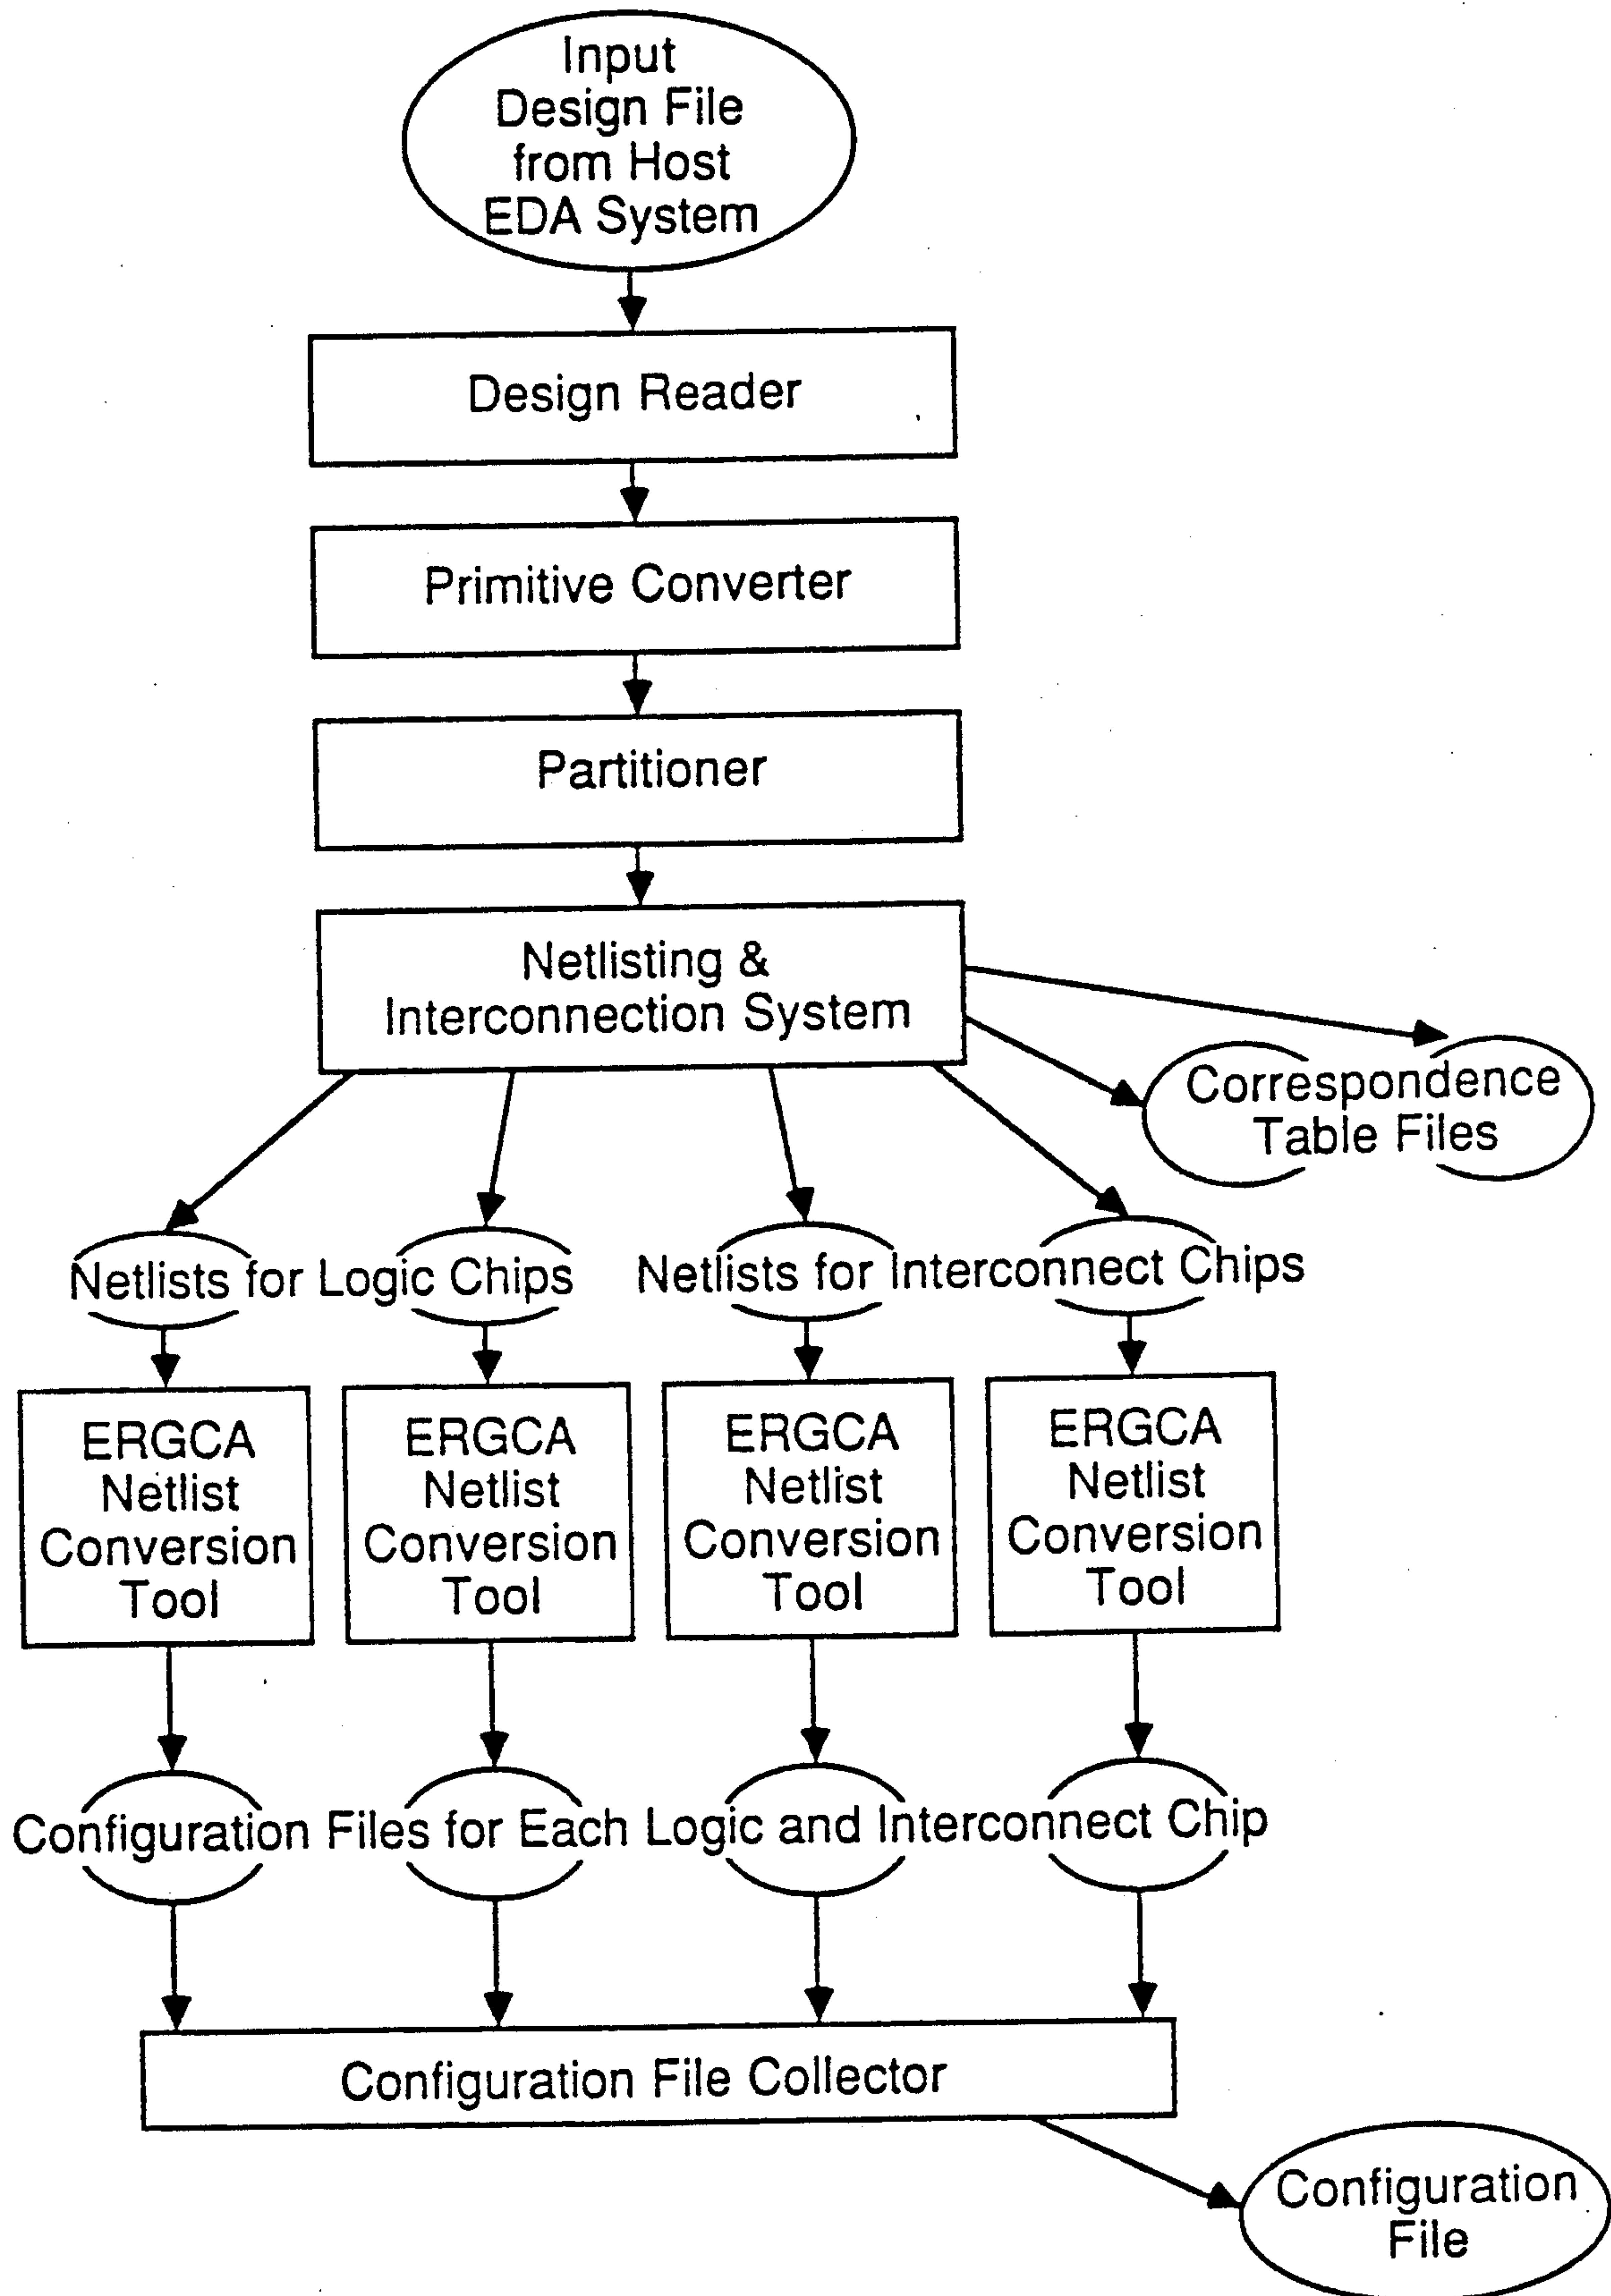 Input
Design File
from Host
EDA System
Design Reader
Primitive Converter
Partitioner
Netlisting &
Interconnection System
Correspondence
Table Files
Netlists for Logic Chips
Netlists for Interconnect Chips
ERGCA
Netlist
Conversion
Tool
ERGCA
Netlist
Conversion
Tool
ERGCA
Netlist
Conversion
Tool
ERGCA
Netlist
Conversion
Tool
Configuration Files for Each Logic and Interconnect Chip
Configuration File Collector
Configuration
File